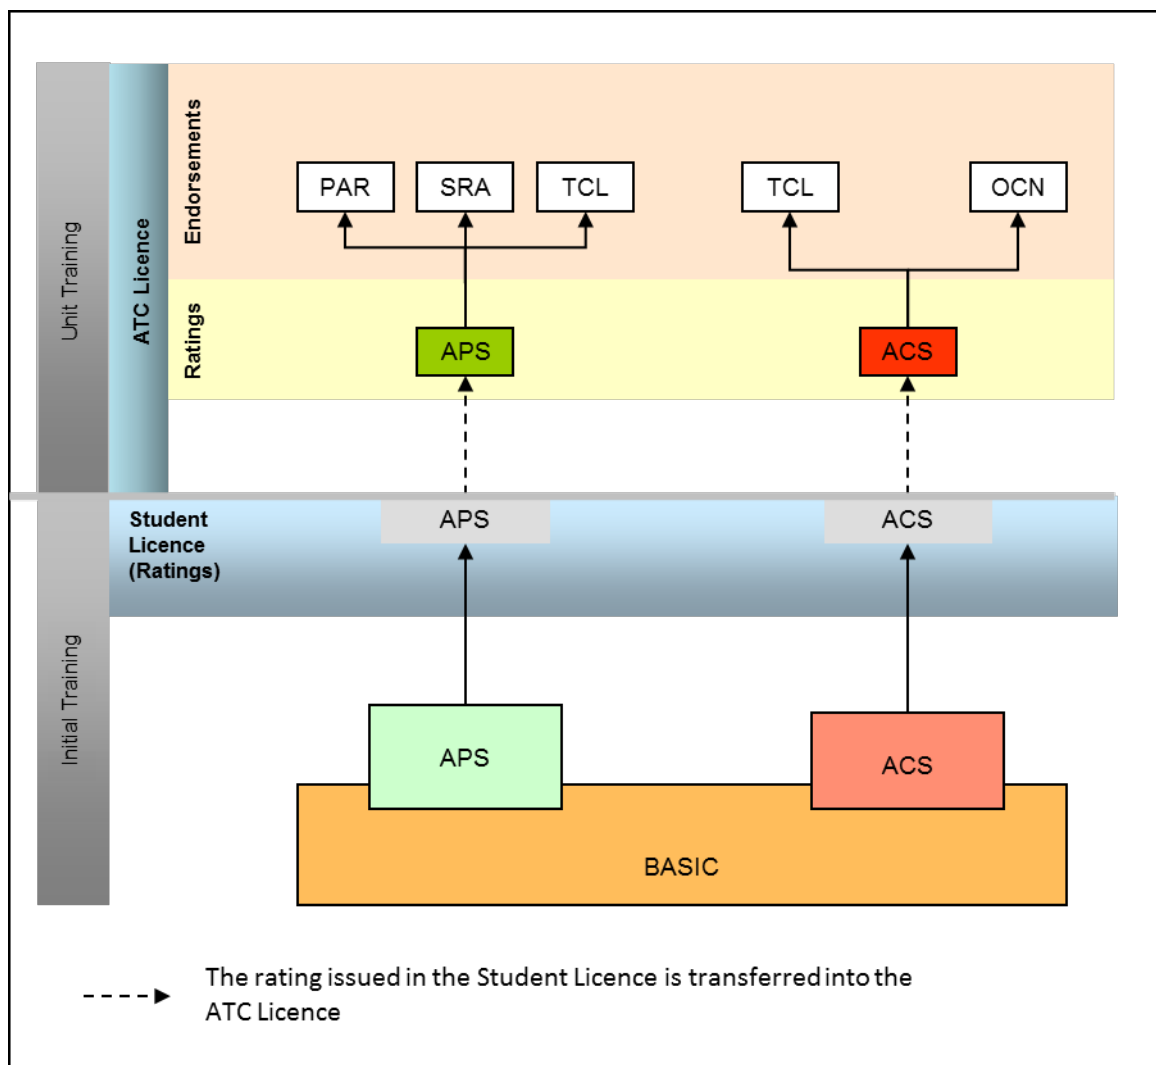 Unit Training
ATC Licence
Endorsements
PAR
SRA
TCL
TCL
OCN
Ratings
APS
ACS
Initial Training
Student
Licence
(Ratings)
APS
ACS
APS
ACS
BASIC
The rating issued in the Student Licence is transferred into the
ATC Licence